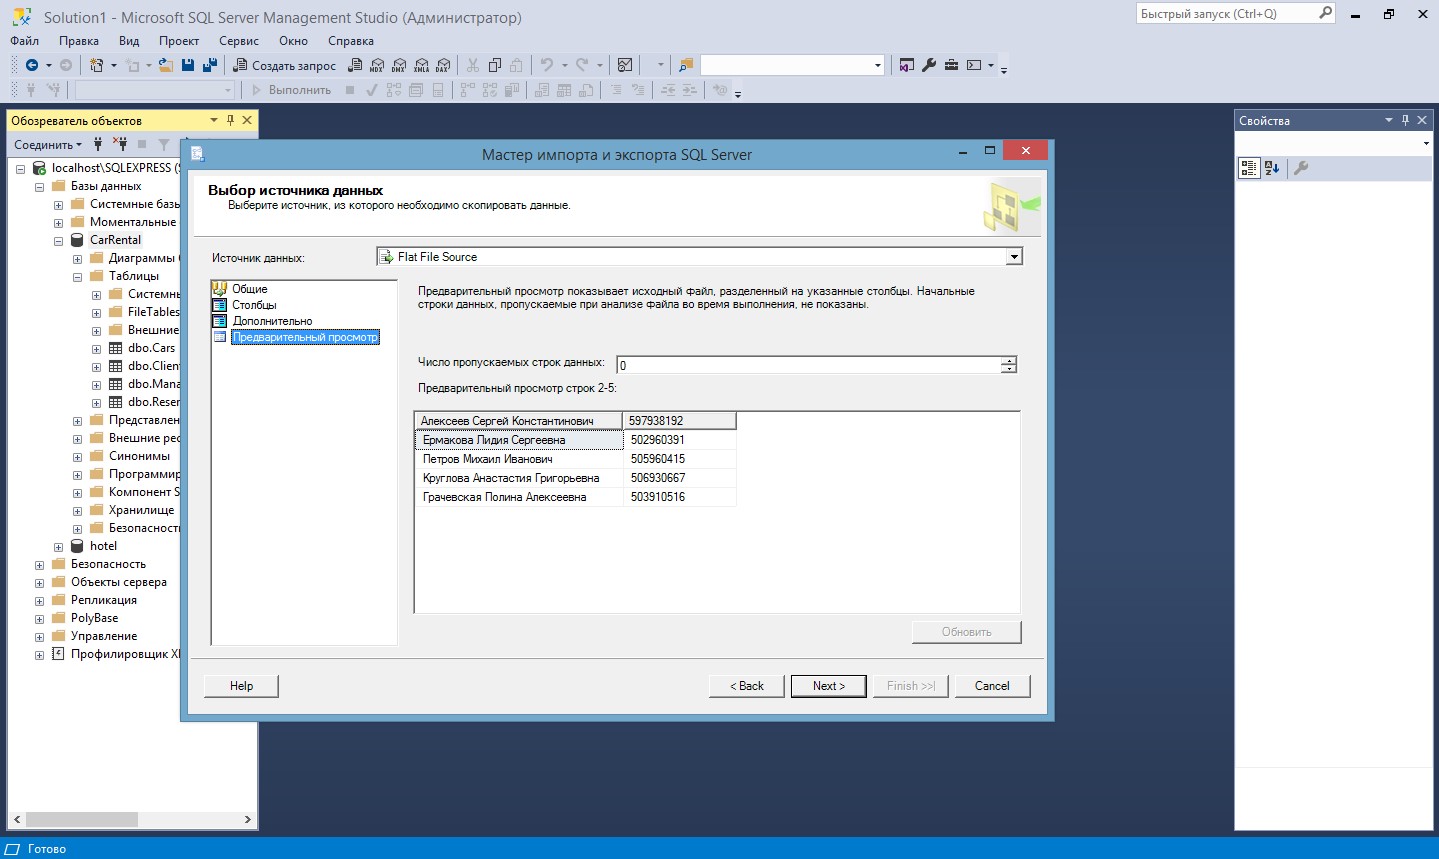 Solution1 - Microsoft SQL Server Management Studio (Администратор)
Быстрый запуск (Ctrl+Q)
Файл Правка Вид Проект Сервис Окно Справка
Создать запрос
MDX DMX XMLA DAX
Выполнить
Обозреватель объектов
Соединить
localhost\SQLEXPRESS (S
Базы данных
Системные базы
Моментальные
CarRental
Диаграммы
Таблицы
Системны
FileTables
Внешние
dbo.Cars
dbo.Clien
dbo.Mana
dbo.Reser
Представлен
Внешние рес
Синонимы
Программир
Компонент S
Хранилище
Безопасност
hotel
Безопасность
Объекты сервера
Репликация
PolyBase
Управление
Профилировщик XI
Мастер импорта и экспорта SQL Server
Выбор источника данных
Выберите источник, из которого необходимо скопировать данные.
Источник данных:
Flat File Source
Общие
Столбцы
Дополнительно
Предварительный просмотр
Предварительный просмотр показывает исходный файл, разделенный на указанные столбцы. Начальные
строки данных, пропускаемые при анализе файла во время выполнения, не показаны.
Число пропускаемых строк данных: 0
Предварительный просмотр строк 2-5:
Алексеев Сергей Константинович 597938192
Ермакова Лидия Сергеевна 502960391
Петров Михаил Иванович 505960415
Круглова Анастастия Григорьевна 506930667
Грачевская Полина Алексеевна 503910516
Обновить
Help
< Back
Next >
Finish >>|
Cancel
Свойства
Готово